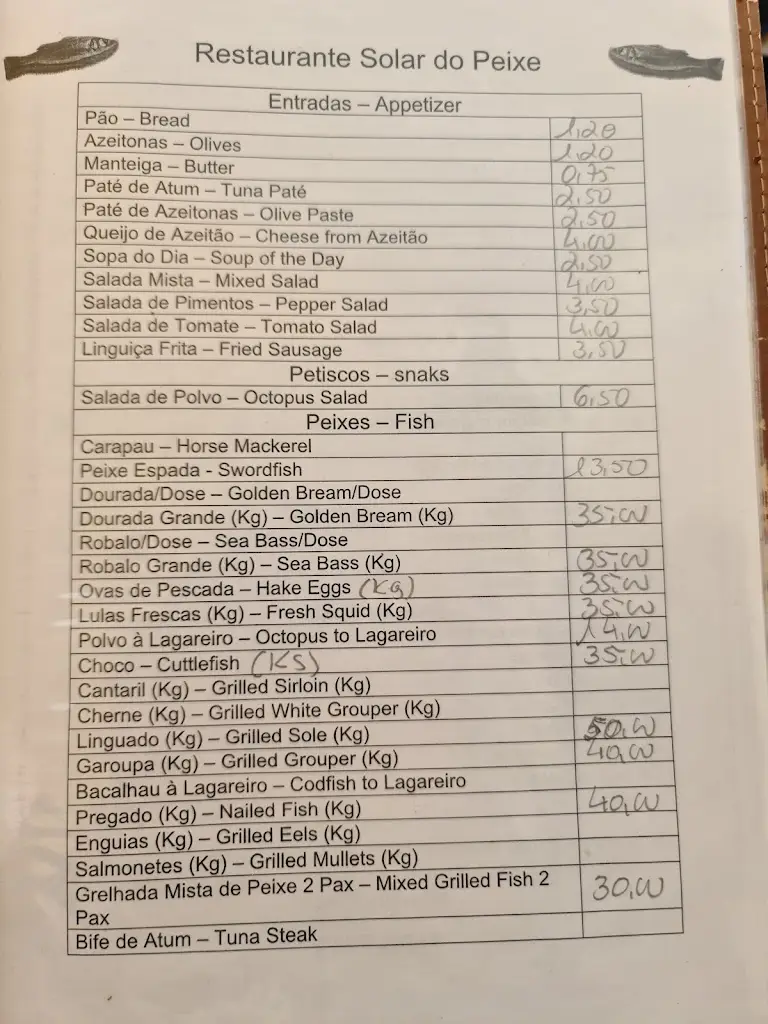 Restaurante Solar do Peixe
Entradas – Appetizer
Pão – Bread 1,20
Azeitonas – Olives 1,20
Manteiga – Butter 0,75
Paté de Atum – Tuna Paté 2,50
Paté de Azeitonas – Olive Paste 2,50
Queijo de Azeitão – Cheese from Azeitão 4,00
Sopa do Dia – Soup of the Day 2,50
Salada Mista – Mixed Salad 4,00
Salada de Pimentos – Pepper Salad 3,50
Salada de Tomate – Tomato Salad 4,00
Linguiça Frita – Fried Sausage 3,50
Petiscos – snaks
Salada de Polvo – Octopus Salad 6,50
Peixes – Fish
Carapau – Horse Mackerel
Peixe Espada - Swordfish 13,50
Dourada/Dose – Golden Bream/Dose
Dourada Grande (Kg) – Golden Bream (Kg) 35,00
Robalo/Dose – Sea Bass/Dose
Robalo Grande (Kg) – Sea Bass (Kg) 35,00
Ovas de Pescada – Hake Eggs (Kg) 35,00
Lulas Frescas (Kg) – Fresh Squid (Kg) 35,00
Polvo à Lagareiro – Octopus to Lagareiro 14,00
Choco – Cuttlefish (KG) 35,00
Cantaril (Kg) – Grilled Sirloin (Kg)
Cherne (Kg) – Grilled White Grouper (Kg)
Linguado (Kg) – Grilled Sole (Kg) 50,00
Garoupa (Kg) – Grilled Grouper (Kg) 40,00
Bacalhau à Lagareiro – Codfish to Lagareiro
Pregado (Kg) – Nailed Fish (Kg) 40,00
Enguias (Kg) – Grilled Eels (Kg)
Salmonetes (Kg) – Grilled Mullets (Kg)
Grelhada Mista de Peixe 2 Pax – Mixed Grilled Fish 2 30,00
Pax
Bife de Atum – Tuna Steak